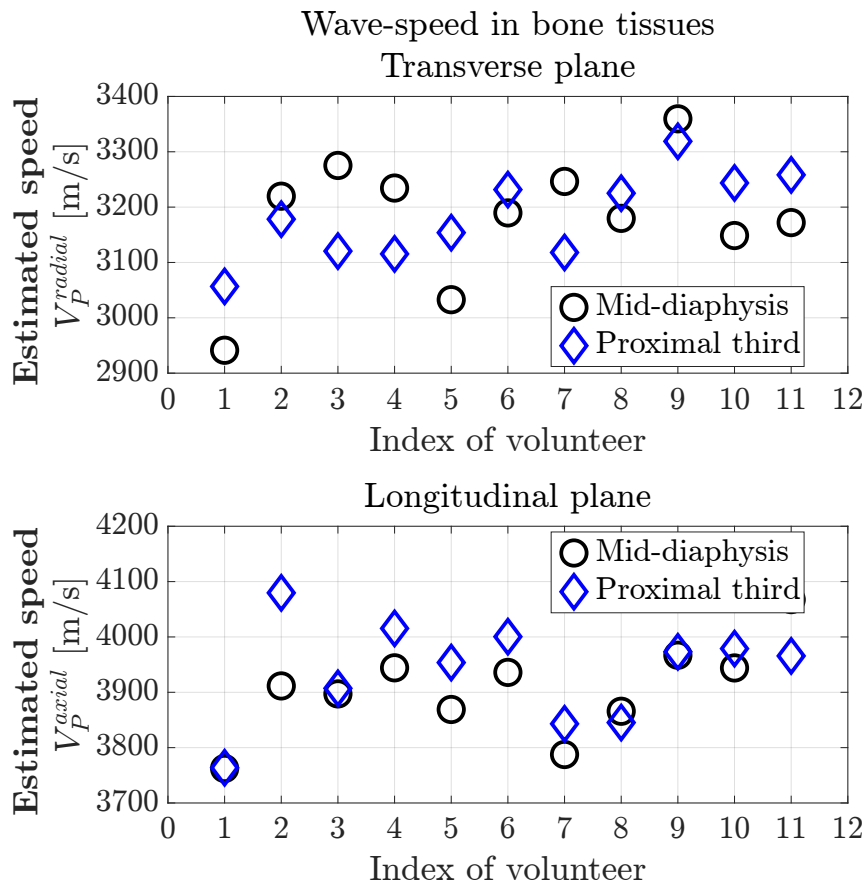 Wave-speed in bone tissues
Transverse plane
Estimated speed
V_P^{radial} [m/s]
3400
3300
3200
3100
3000
2900
Mid-diaphysis
Proximal third
0 1 2 3 4 5 6 7 8 9 10 11 12
Index of volunteer
Longitudinal plane
Estimated speed
V_P^{axial} [m/s]
4200
4100
4000
3900
3800
3700
Mid-diaphysis
Proximal third
0 1 2 3 4 5 6 7 8 9 10 11 12
Index of volunteer